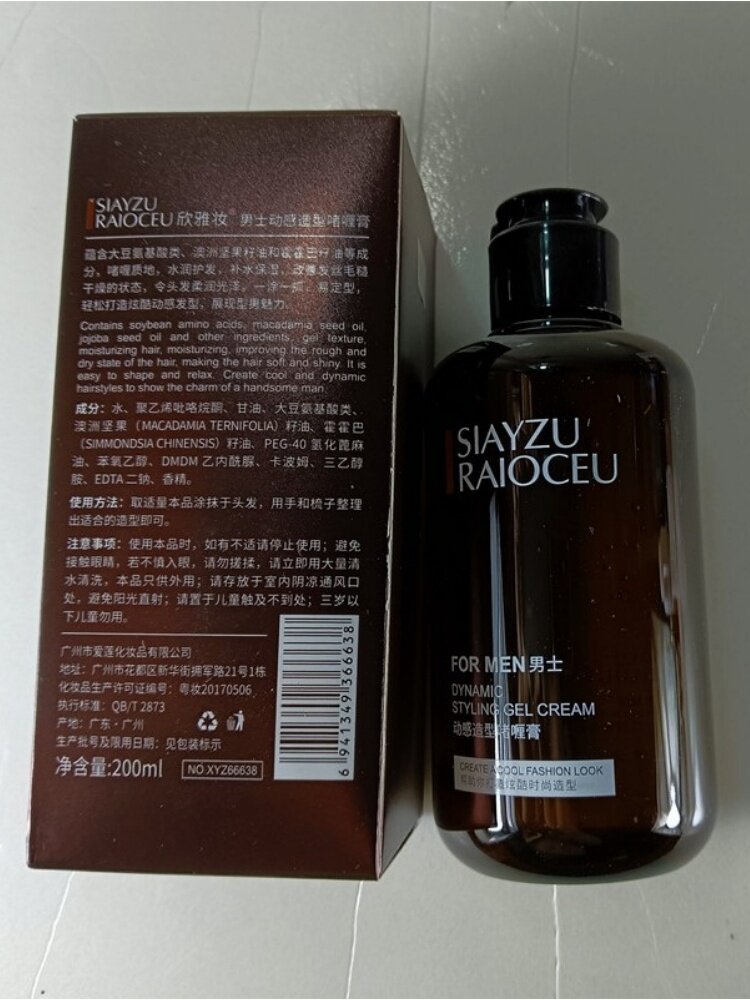 SIAYZU
RAIOCEU 欣雅妆® 男士动感造型啫喱膏
蕴含大豆氨基酸类、澳洲坚果籽油和霍霍巴籽油等成
分，啫喱质地，水润护发，补水保湿，改善发丝毛糙
干燥的状态，令头发柔润光泽，一涂一抓，易定型，
轻松打造炫酷动感发型，展现型男魅力。
Contains soybean amino acids, macadamia seed oil,
jojoba seed oil and other ingredients, gel texture,
moisturizing hair, moisturizing, improving the rough and
dry state of the hair, making the hair soft and shiny. It is
easy to shape and relax. Create cool and dynamic
hairstyles to show the charm of a handsome man.
成分：水、聚乙烯吡咯烷酮、甘油、大豆氨基酸类、
澳洲坚果（MACADAMIA TERNIFOLIA）籽油、霍霍巴
（SIMMONDSIA CHINENSIS）籽油、PEG-40 氢化蓖麻
油、苯氧乙醇、DMDM 乙内酰脲、卡波姆、三乙醇
胺、EDTA 二钠、香精。
使用方法：取适量本品涂抹于头发，用手和梳子整理
出适合的造型即可。
注意事项：使用本品时，如有不适请停止使用；避免
接触眼睛，若不慎入眼，请勿搓揉，请立即用大量清
水清洗，本品只供外用；请存放于室内阴凉通风口
处，避免阳光直射；请置于儿童触及不到处；三岁以
下儿童勿用。
广州市爱莲化妆品有限公司
地址：广州市花都区新华街拥军路21号1栋
化妆品生产许可证编号：粤妆20170506
执行标准：QB/T 2873
产地：广东·广州
生产批号及限用日期：见包装标示
净含量:200ml
NO.XYZ66638
6 941349 366638
SIAYZU
RAIOCEU
FOR MEN 男士
DYNAMIC
STYLING GEL CREAM
动感造型啫喱膏
CREATE A COOL FASHION LOOK
帮助你打造炫酷时尚造型